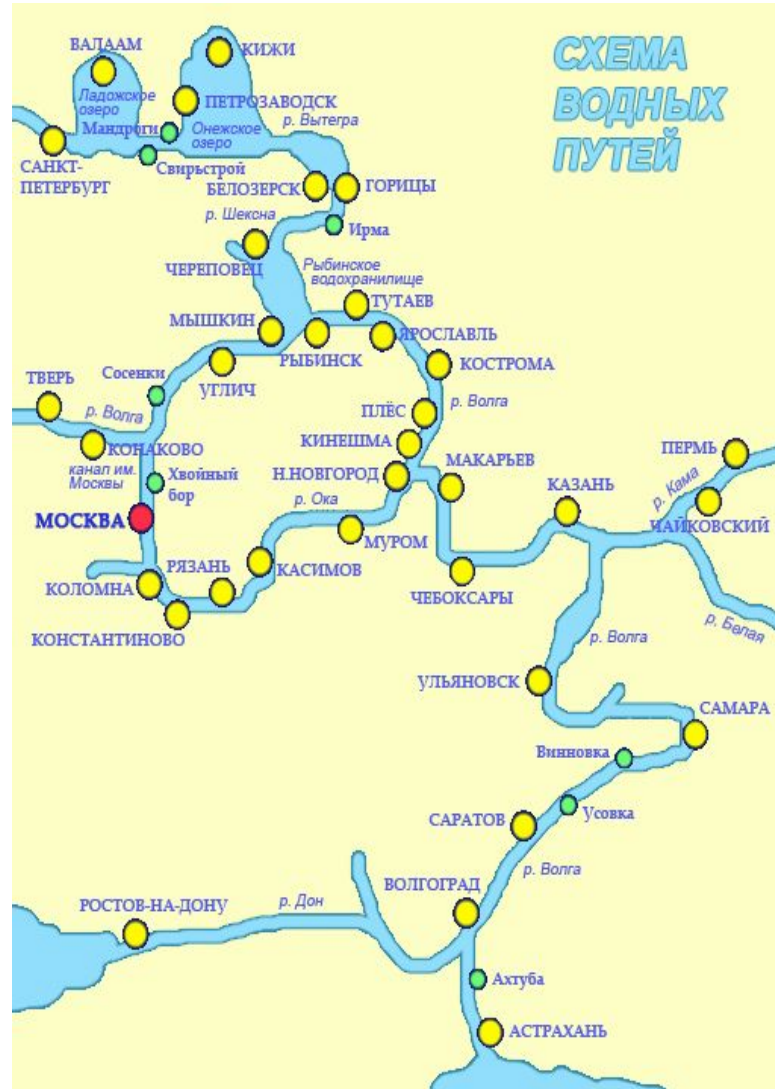 СХЕМА
ВОДНЫХ
ПУТЕЙ
ВАЛААМ
КИЖИ
Ладожское
озеро
ПЕТРОЗАВОДСК
Мандроги
Онежское
озеро
р. Вытегра
САНКТ-
ПЕТЕРБУРГ
Свирьстрой
БЕЛОЗЕРСК
ГОРИЦЫ
р. Шексна
Ирма
ЧЕРЕПОВЕЦ
Рыбинское
водохранилище
ТУТАЕВ
МЫШКИН
РЫБИНСК
ЯРОСЛАВЛЬ
КОСТРОМА
Сосенки
УГЛИЧ
ТВЕРЬ
р. Волга
ПЛЁС
р. Волга
КОНАКОВО
КИНЕШМА
канал им.
Москвы
Хвойный
бор
Н.НОВГОРОД
МАКАРЬЕВ
ПЕРМЬ
КАЗАНЬ
р. Кама
р. Ока
МОСКВА
МУРОМ
ЧАЙКОВСКИЙ
РЯЗАНЬ
КАСИМОВ
КОЛОМНА
ЧЕБОКСАРЫ
КОНСТАНТИНОВО
р. Волга
р. Белая
УЛЬЯНОВСК
САМАРА
Винновка
Усовка
САРАТОВ
р. Волга
ВОЛГОГРАД
РОСТОВ-НА-ДОНУ
р. Дон
Ахтуба
АСТРАХАНЬ